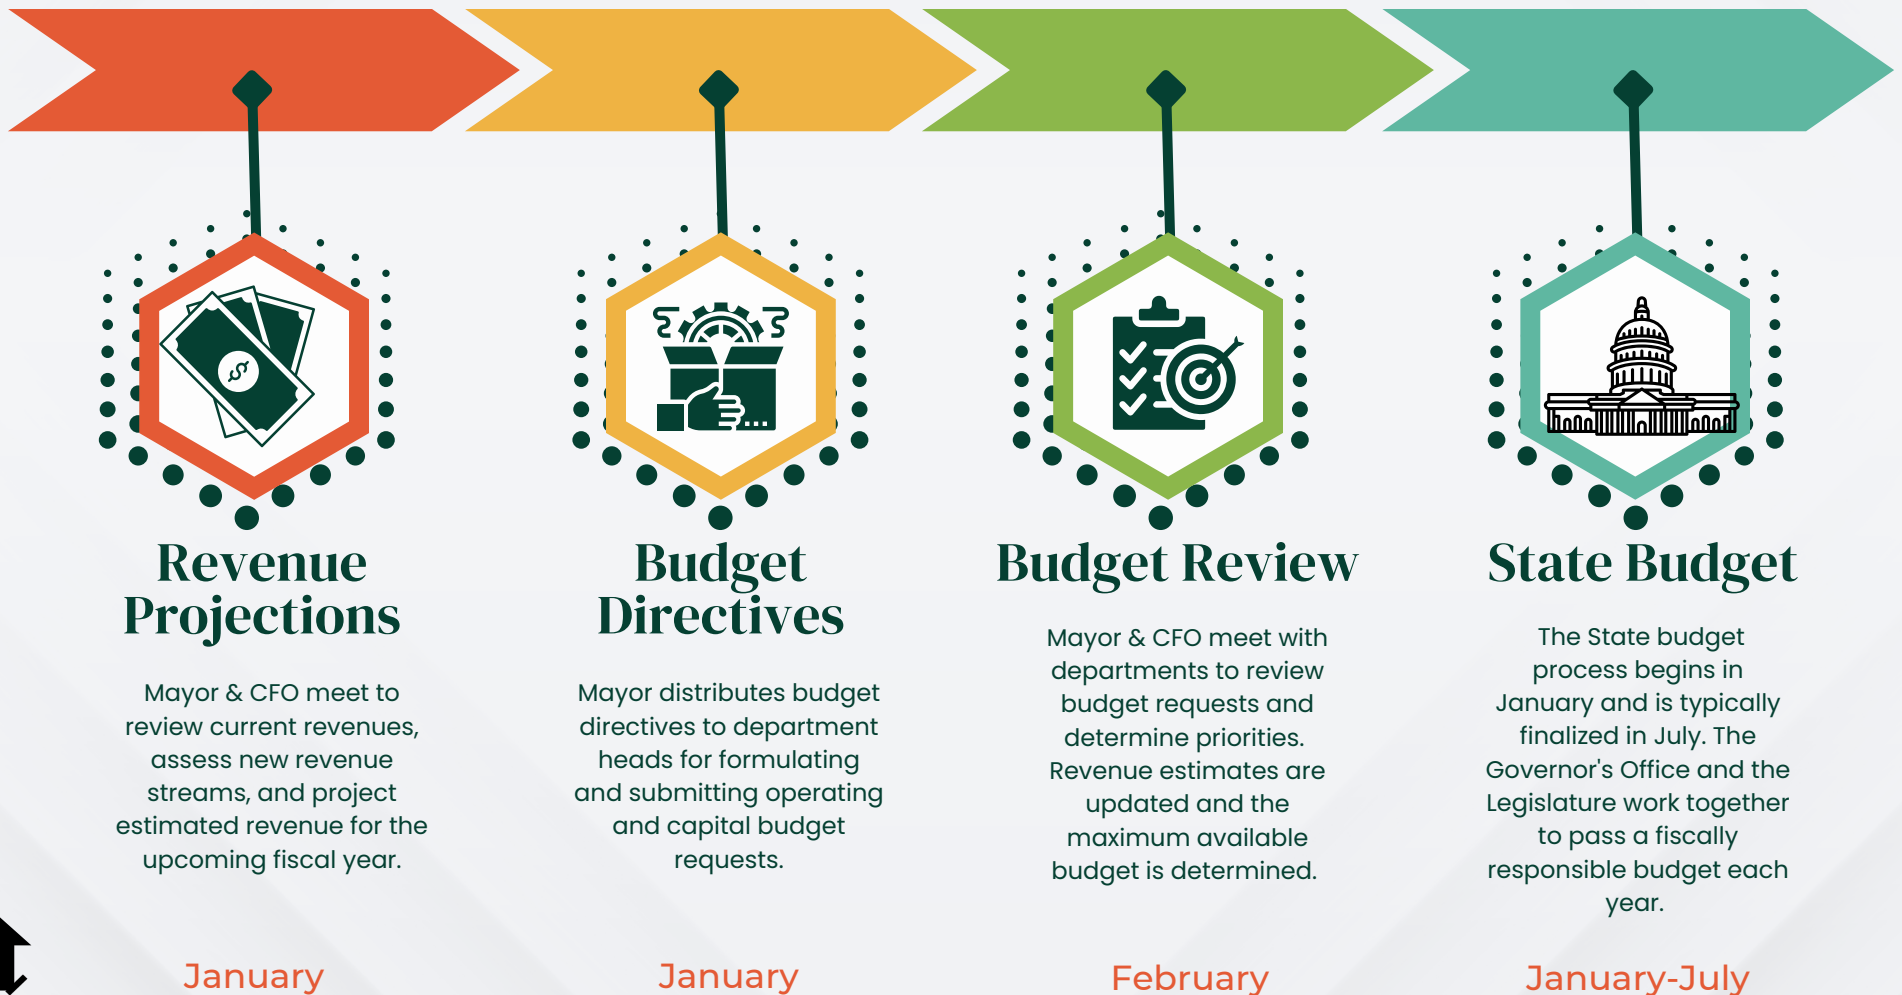 Revenue
Projections
Mayor & CFO meet to
review current revenues,
assess new revenue
streams, and project
estimated revenue for the
upcoming fiscal year.
January
Budget
Directives
Mayor distributes budget
directives to department
heads for formulating
and submitting operating
and capital budget
requests.
January
Budget Review
Mayor & CFO meet with
departments to review
budget requests and
determine priorities.
Revenue estimates are
updated and the
maximum available
budget is determined.
February
State Budget
The State budget
process begins in
January and is typically
finalized in July. The
Governor's Office and the
Legislature work together
to pass a fiscally
responsible budget each
year.
January-July